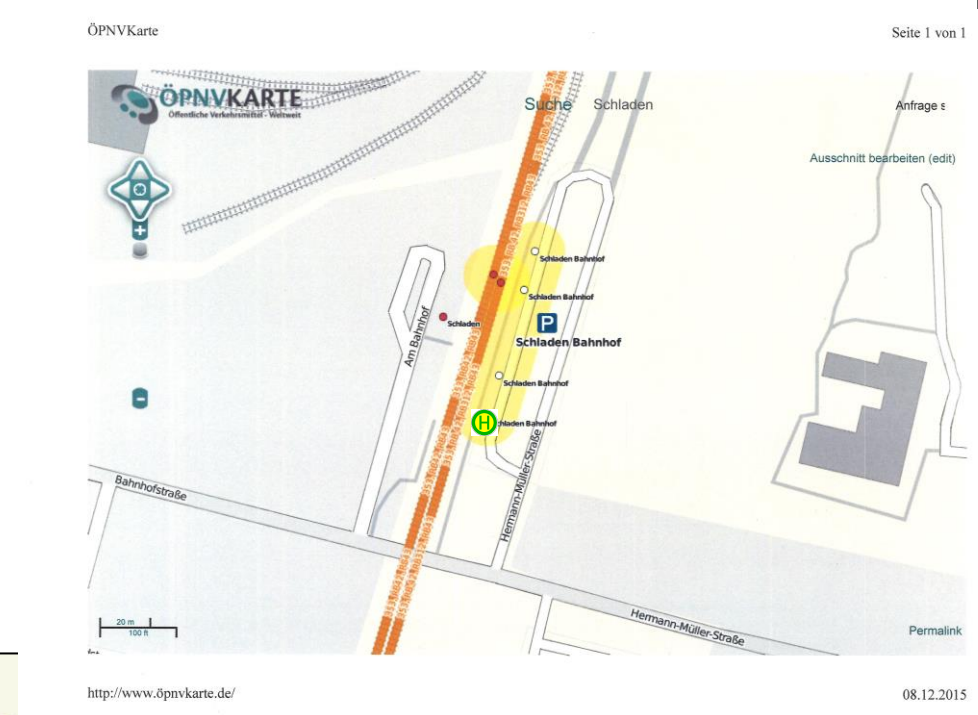 ÖPNVKarte
Seite 1 von 1
ÖPNVKARTE
Öffentliche Verkehrsmittel - Weltweit
Suche
Schladen
Anfrage s
Ausschnitt bearbeiten (edit)
Schladen Bahnhof
Schladen Bahnhof
Schladen
P
Schladen Bahnhof
Am Bahnhof
Schladen Bahnhof
H
hladen Bahnhof
Bahnhofstraße
Hermann-Müller-Straße
Hermann-Müller-Straße
20 m
100 ft
Permalink
http://www.öpnvkarte.de/
08.12.2015